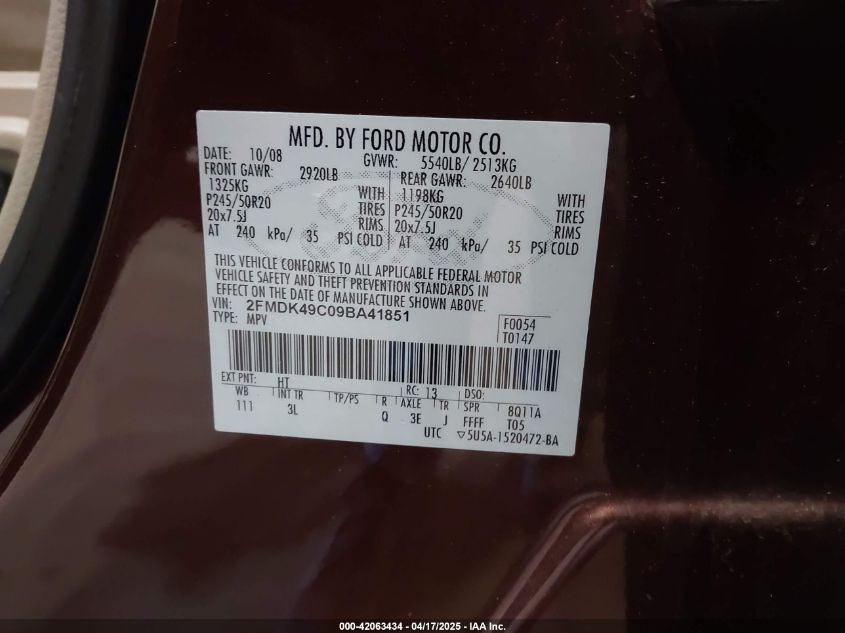 MFD. BY FORD MOTOR CO.
DATE: 10/08 GVWR: 5540LB/ 2513KG
FRONT GAWR: 2920LB REAR GAWR: 2640LB
1325KG WITH 1198KG WITH
P245/50R20 TIRES P245/50R20 TIRES
20x7.5J RIMS 20x7.5J RIMS
AT 240 kPa/ 35 PSI COLD AT 240 kPa/ 35 PSI COLD
THIS VEHICLE CONFORMS TO ALL APPLICABLE FEDERAL MOTOR
VEHICLE SAFETY AND THEFT PREVENTION STANDARDS IN
EFFECT ON THE DATE OF MANUFACTURE SHOWN ABOVE.
VIN: 2FMDK49C09BA41851 F0054
TYPE: MPV T0147
EXT PNT: HT RC: 13 DSO:
WB INT TR TP/PS R AXLE TR SPR 8Q11A
111 3L Q 3E J FFFF T05
UTC ▽5U5A-1520472-BA
000-42063434 / 04/17/2025 / IAA Inc.